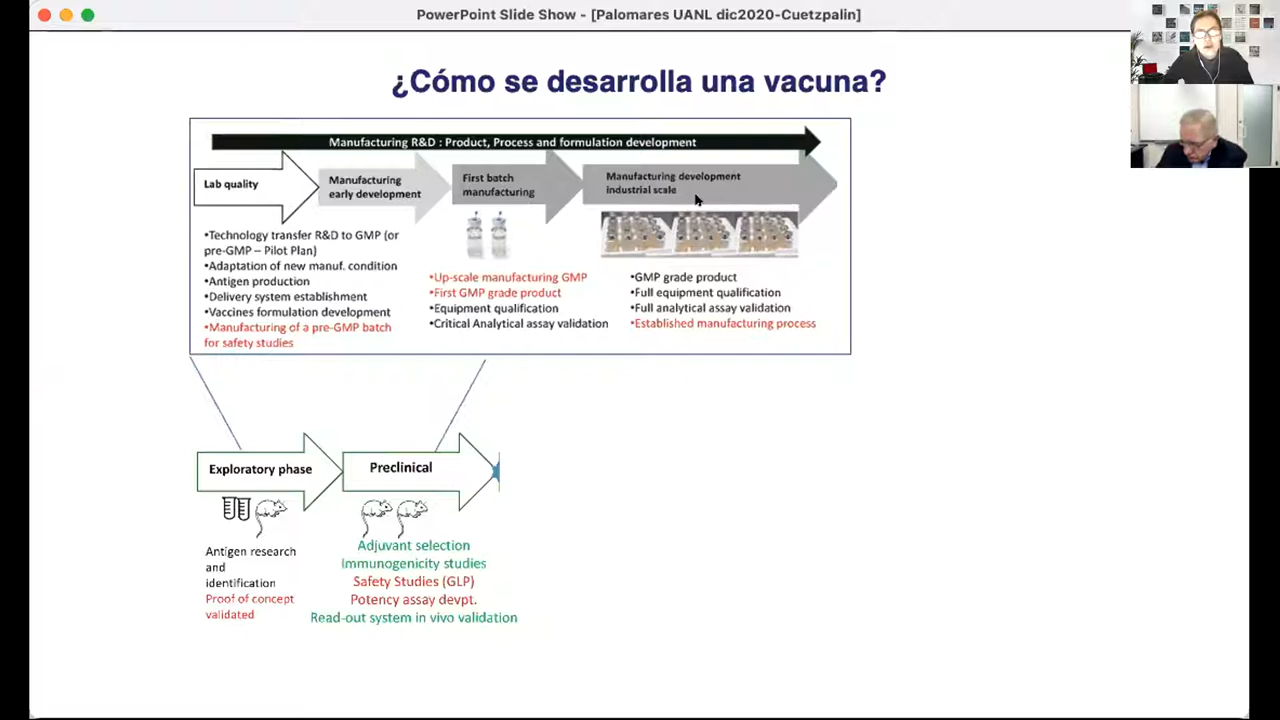 PowerPoint Slide Show - [Palomares UANL dic2020-Cuetzpalin]
¿Cómo se desarrolla una vacuna?
Manufacturing R&D : Product, Process and formulation development
Lab quality
Manufacturing
early development
First batch
manufacturing
Manufacturing development
industrial scale
•Technology transfer R&D to GMP (or
pre-GMP – Pilot Plan)
•Adaptation of new manuf. condition
•Antigen production
•Delivery system establishment
•Vaccines formulation development
•Manufacturing of a pre-GMP batch
for safety studies
•Up-scale manufacturing GMP
•First GMP grade product
•Equipment qualification
•Critical Analytical assay validation
•GMP grade product
•Full equipment qualification
•Full analytical assay validation
•Established manufacturing process
Exploratory phase
Preclinical
Antigen research
and
identification
Proof of concept
validated
Adjuvant selection
Immunogenicity studies
Safety Studies (GLP)
Potency assay devpt.
Read-out system in vivo validation